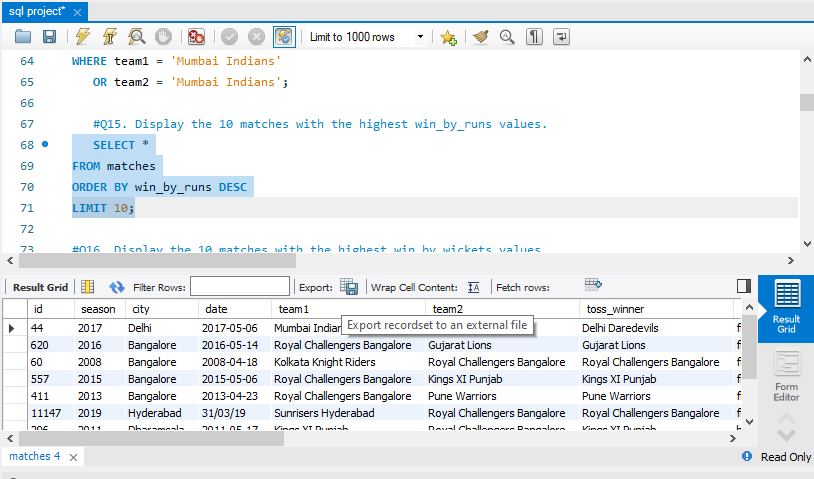 sql project*
Limit to 1000 rows
64 WHERE team1 = 'Mumbai Indians'
65 OR team2 = 'Mumbai Indians';
66
67 #Q15. Display the 10 matches with the highest win_by_runs values.
68 SELECT *
69 FROM matches
70 ORDER BY win_by_runs DESC
71 LIMIT 10;
72
73 #Q16. Display the 10 matches with the highest win_by_wickets values
Result Grid Filter Rows: Export: Wrap Cell Content: Fetch rows:
id season city date team1 team2 toss_winner
44 2017 Delhi 2017-05-06 Mumbai Indian Delhi Daredevils
Export recordset to an external file
620 2016 Bangalore 2016-05-14 Royal Challengers Bangalore Gujarat Lions Gujarat Lions
60 2008 Bangalore 2008-04-18 Kolkata Knight Riders Royal Challengers Bangalore Royal Challengers Bangalore
557 2015 Bangalore 2015-05-06 Royal Challengers Bangalore Kings XI Punjab Kings XI Punjab
411 2013 Bangalore 2013-04-23 Royal Challengers Bangalore Pune Warriors Pune Warriors
11147 2019 Hyderabad 31/03/19 Sunrisers Hyderabad Royal Challengers Bangalore Royal Challengers Bangalore
2011 Dharamsala 2011-05-17 Kings XI Punjab Royal Challengers Bangalore Kings XI Punjab
Result
Grid
Form
Editor
matches 4
Read Only